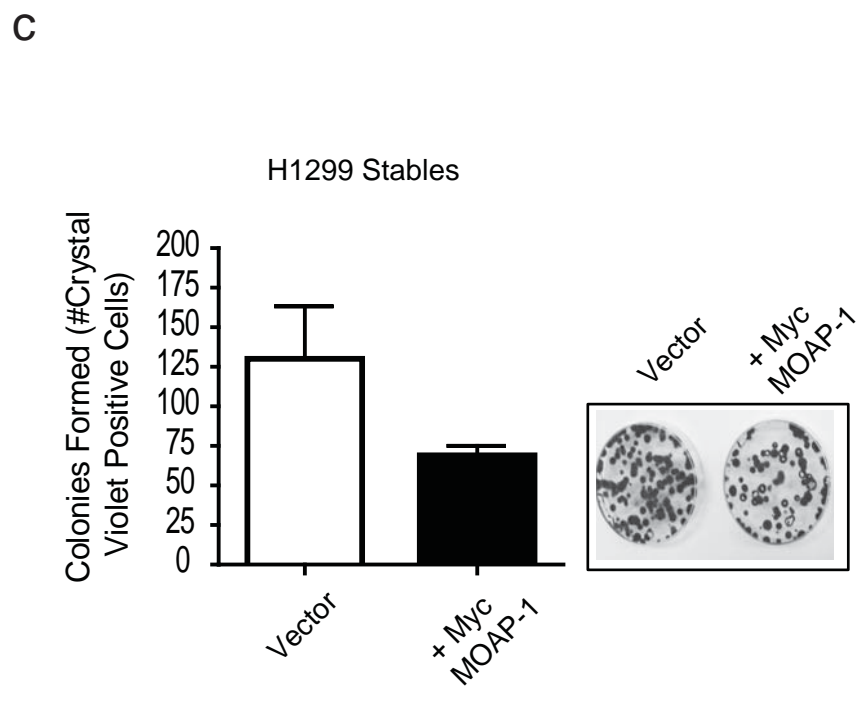 C
H1299 Stables
Colonies Formed (#Crystal
Violet Positive Cells)
200
175
150
125
100
75
50
25
0
Vector
+ Myc
MOAP-1
Vector
+ Myc
MOAP-1